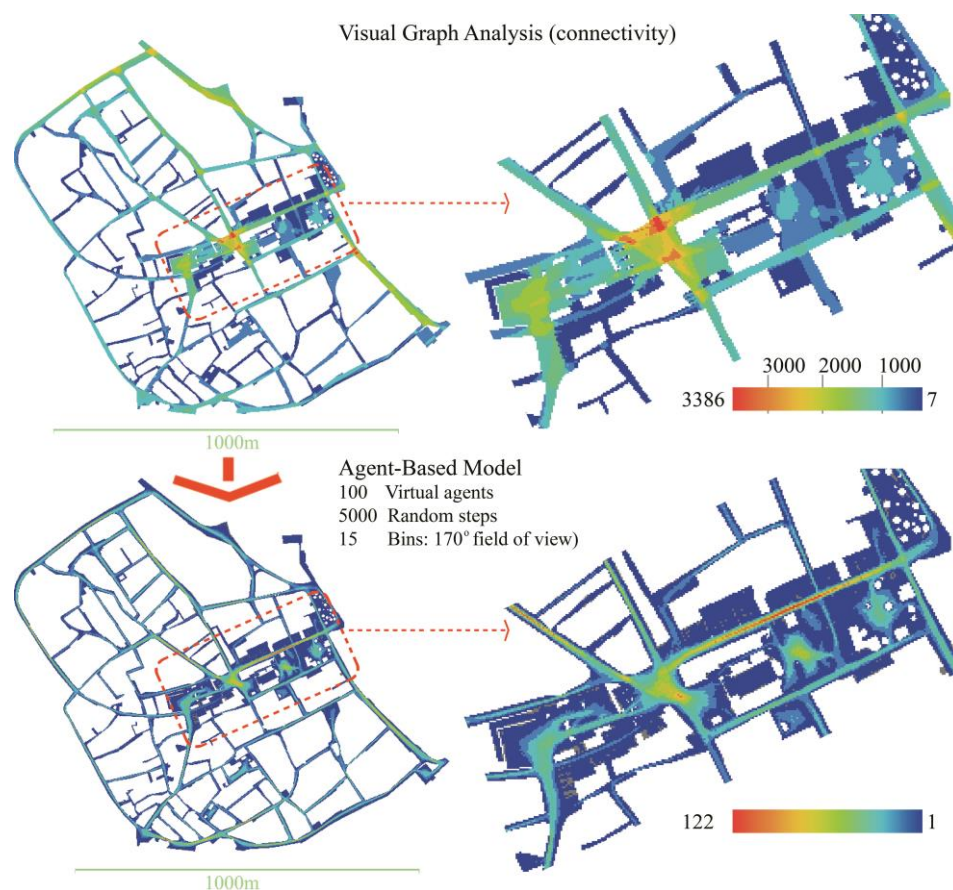 Visual Graph Analysis (connectivity)
3000 2000 1000
3386 7
1000m
Agent-Based Model
100 Virtual agents
5000 Random steps
15 Bins: 170° field of view)
122 1
1000m